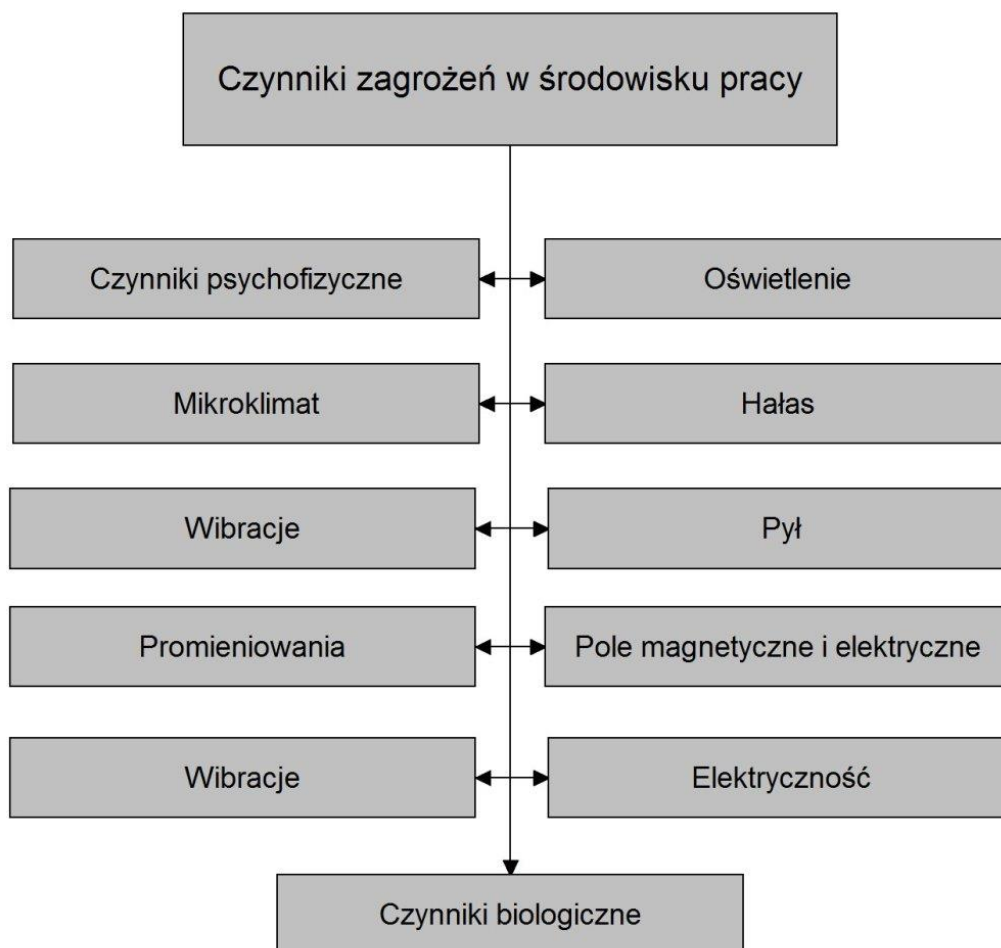 Czynniki zagrożeń w środowisku pracy
Czynniki psychofizyczne
Oświetlenie
Mikroklimat
Hałas
Wibracje
Pył
Promieniowania
Pole magnetyczne i elektryczne
Wibracje
Elektryczność
Czynniki biologiczne